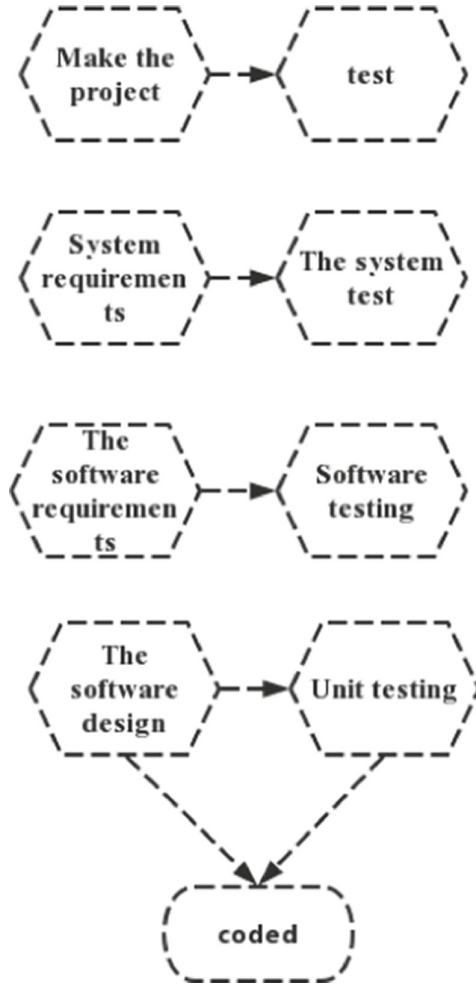 Make the
project
test
System
requiremen
ts
The system
test
The
software
requiremen
ts
Software
testing
The
software
design
Unit testing
coded